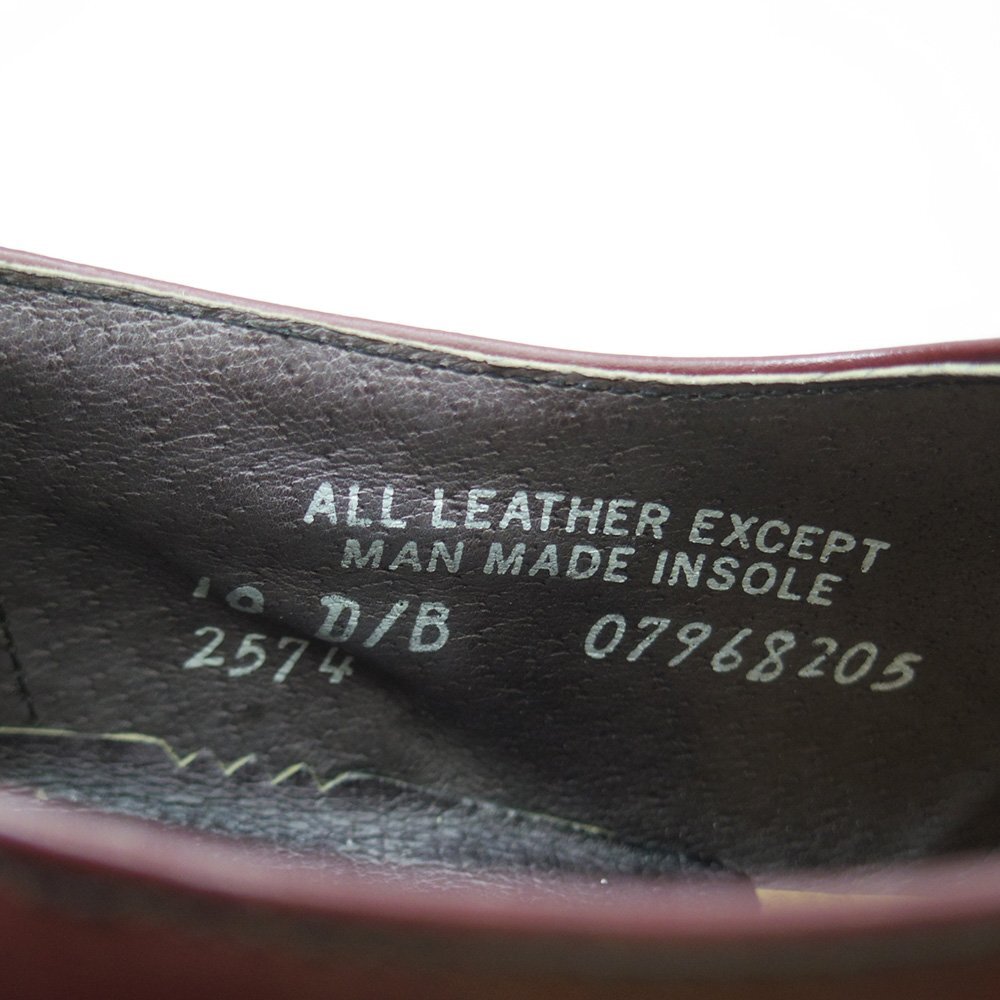 ALL LEATHER EXCEPT
MAN MADE INSOLE
D/B 07968205
2574